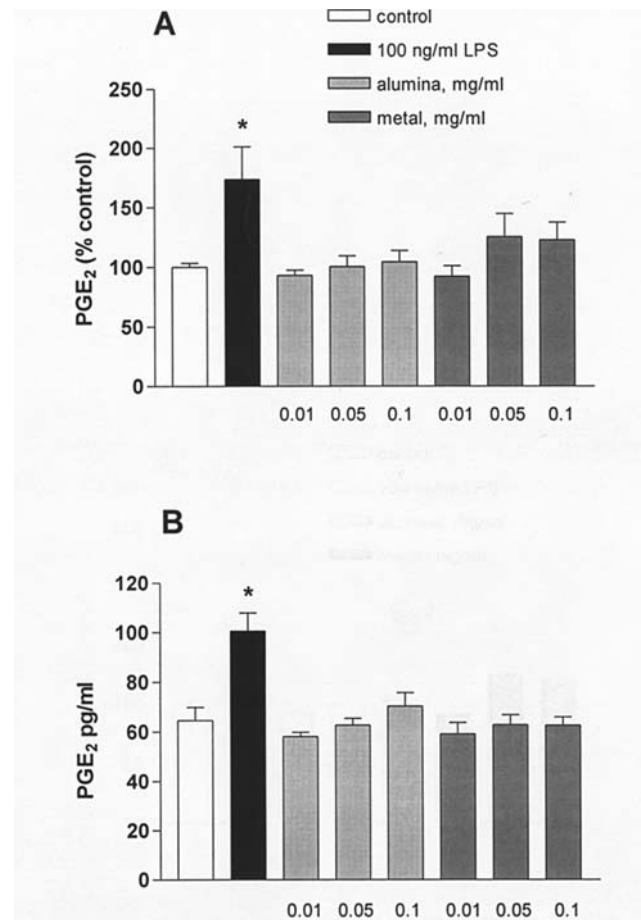 A
control
100 ng/ml LPS
alumina, mg/ml
metal, mg/ml
250
200
150
100
50
0
PGE2 (% control)
*
0.01 0.05 0.1 0.01 0.05 0.1
B
120
100
80
60
40
20
0
PGE2 pg/ml
*
0.01 0.05 0.1 0.01 0.05 0.1